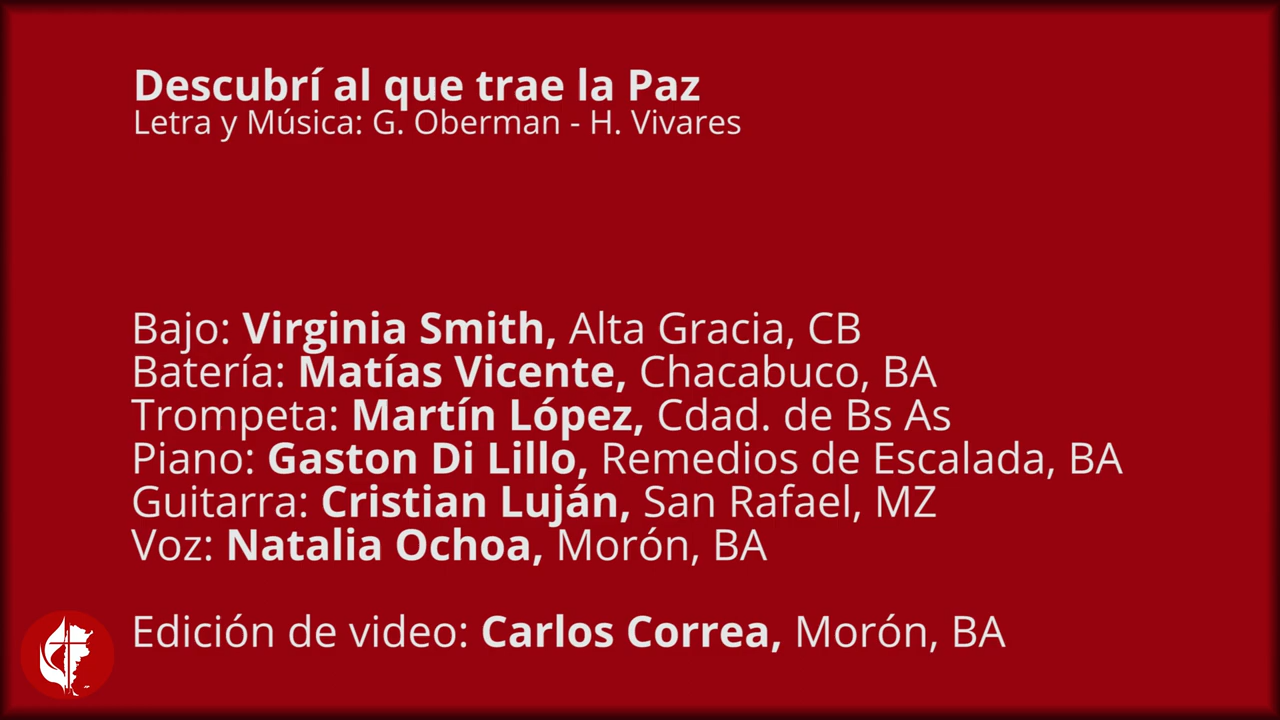 Descubrí al que trae la Paz
Letra y Música: G. Oberman - H. Vivares
Bajo: Virginia Smith, Alta Gracia, CB
Batería: Matías Vicente, Chacabuco, BA
Trompeta: Martín López, Cdad. de Bs As
Piano: Gaston Di Lillo, Remedios de Escalada, BA
Guitarra: Cristian Luján, San Rafael, MZ
Voz: Natalia Ochoa, Morón, BA
Edición de video: Carlos Correa, Morón, BA